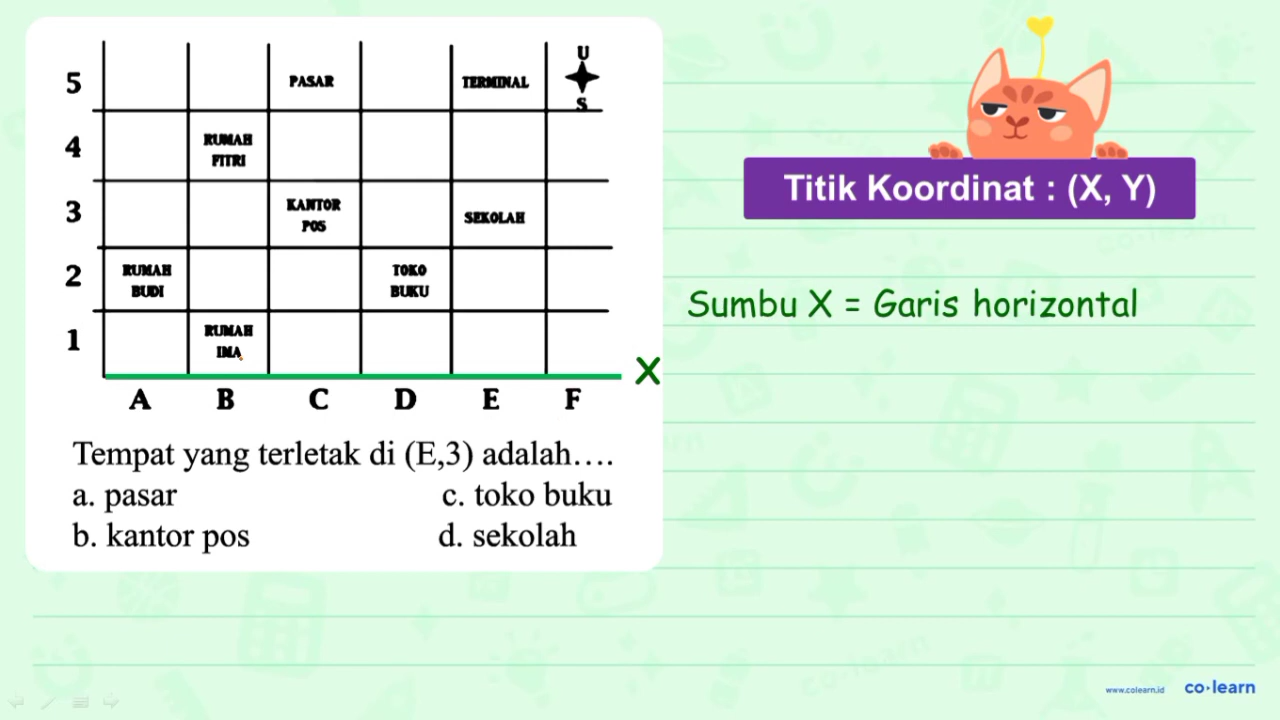 U
5 PASAR TERMINAL
S
4 RUMAH FITRI
3 KANTOR POS SEKOLAH
2 RUMAH BUDI TOKO BUKU
1 RUMAH IMA
X
A B C D E F
Tempat yang terletak di (E,3) adalah....
a. pasar c. toko buku
b. kantor pos d. sekolah
Titik Koordinat : (X, Y)
Sumbu X = Garis horizontal
www.colearn.id co·learn